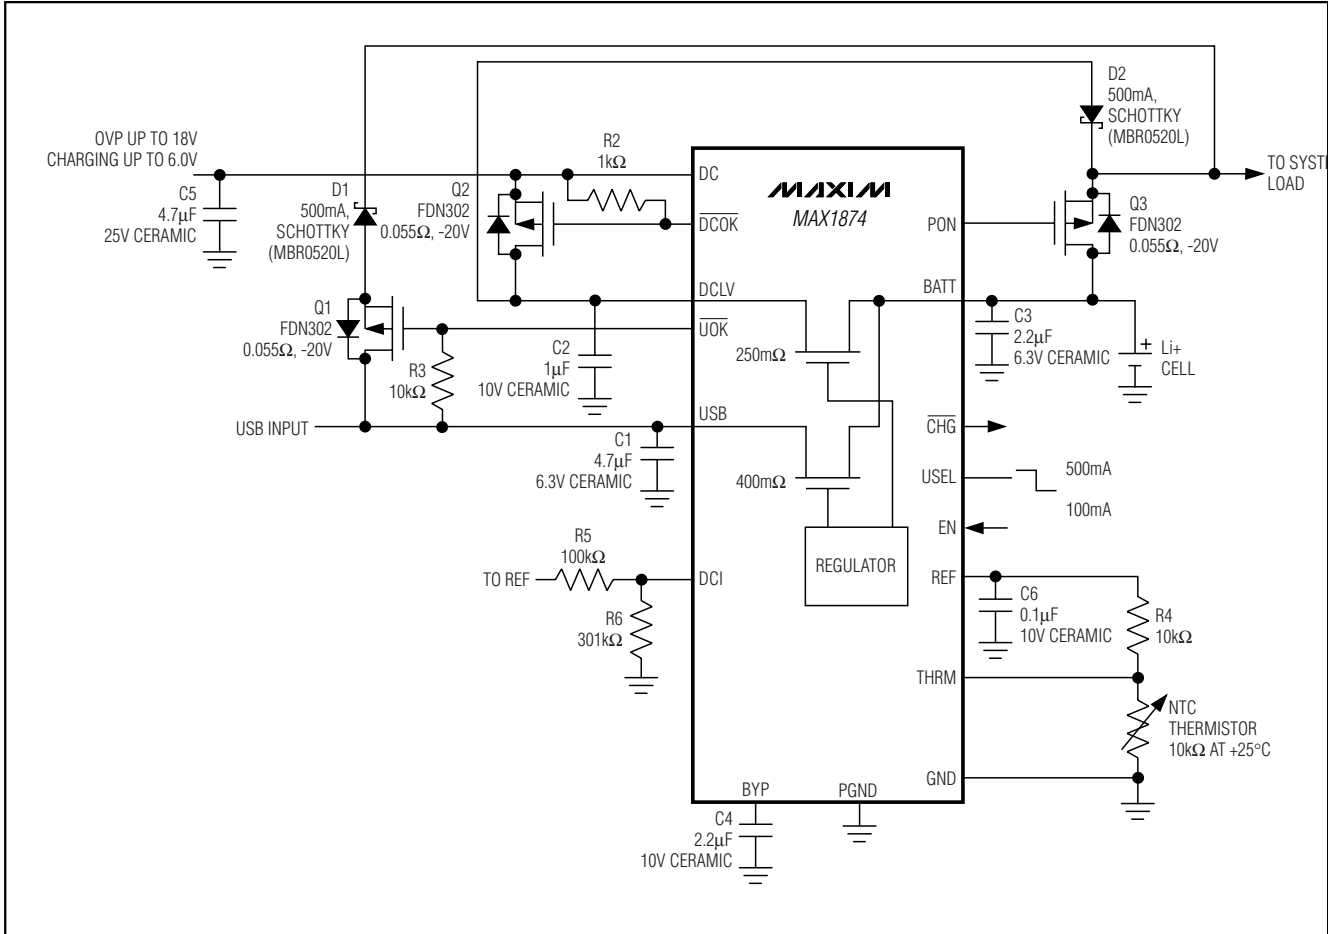 OVP UP TO 18V
CHARGING UP TO 6.0V
C5
4.7μF
25V CERAMIC
D1
500mA,
SCHOTTKY
(MBR0520L)
Q2
FDN302
0.055Ω, -20V
R2
1kΩ
D2
500mA,
SCHOTTKY
(MBR0520L)
TO SYSTE
LOAD
Q3
FDN302
0.055Ω, -20V
Q1
FDN302
0.055Ω, -20V
R3
10kΩ
C2
1μF
10V CERAMIC
USB INPUT
C1
4.7μF
6.3V CERAMIC
TO REF
R5
100kΩ
R6
301kΩ
MAXIM
MAX1874
DC
DCOK
DCLV
UOK
USB
DCI
BYP
PGND
PON
BATT
CHG
USEL
EN
REF
THRM
GND
250mΩ
400mΩ
REGULATOR
C3
2.2μF
6.3V CERAMIC
+
Li+
CELL
500mA
100mA
C6
0.1μF
10V CERAMIC
R4
10kΩ
NTC
THERMISTOR
10kΩ AT +25°C
C4
2.2μF
10V CERAMIC